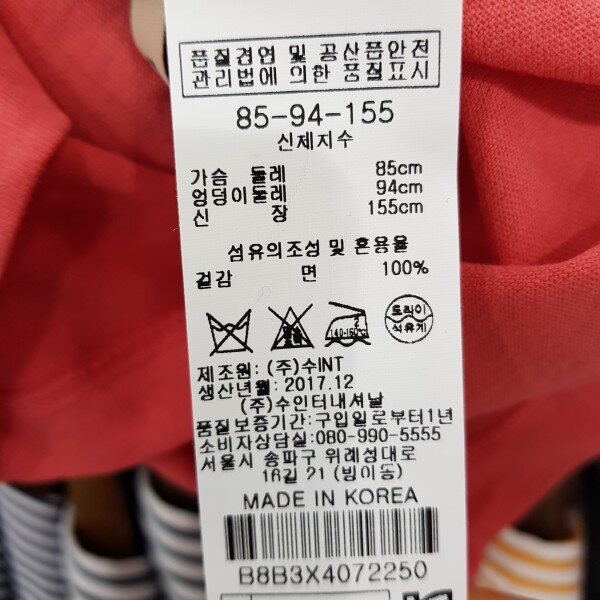 품질경영 및 공산품안전
관리법에 의한 품질표시
85-94-155
신체지수
가슴 둘레 85cm
엉덩이둘레 94cm
신 장 155cm
섬유의조성 및 혼용율
겉감 면 100%
2
140-160℃
드라이
석유계
제조원: (주)수INT
생산년월: 2017.12
(주)수인터내셔날
품질보증기간:구입일로부터1년
소비자상담실:080-990-5555
서울시 송파구 위례성대로
16길 21 (방이동)
MADE IN KOREA
B8B3X4072250